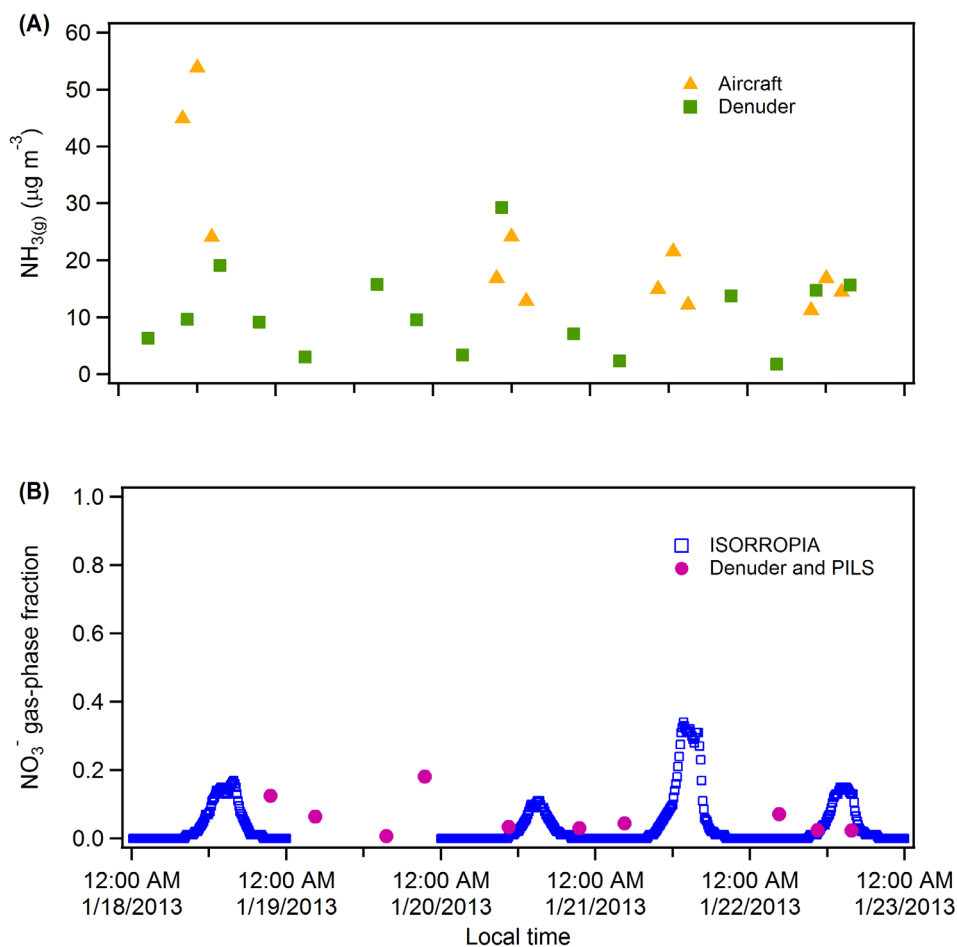 (A)
60
50
40
30
20
10
0
NH3(g) (µg m-3)
Aircraft
Denuder
(B)
1.0
0.8
0.6
0.4
0.2
0.0
NO3- gas-phase fraction
ISORROPIA
Denuder and PILS
12:00 AM 12:00 AM 12:00 AM 12:00 AM 12:00 AM 12:00 AM
1/18/2013 1/19/2013 1/20/2013 1/21/2013 1/22/2013 1/23/2013
Local time